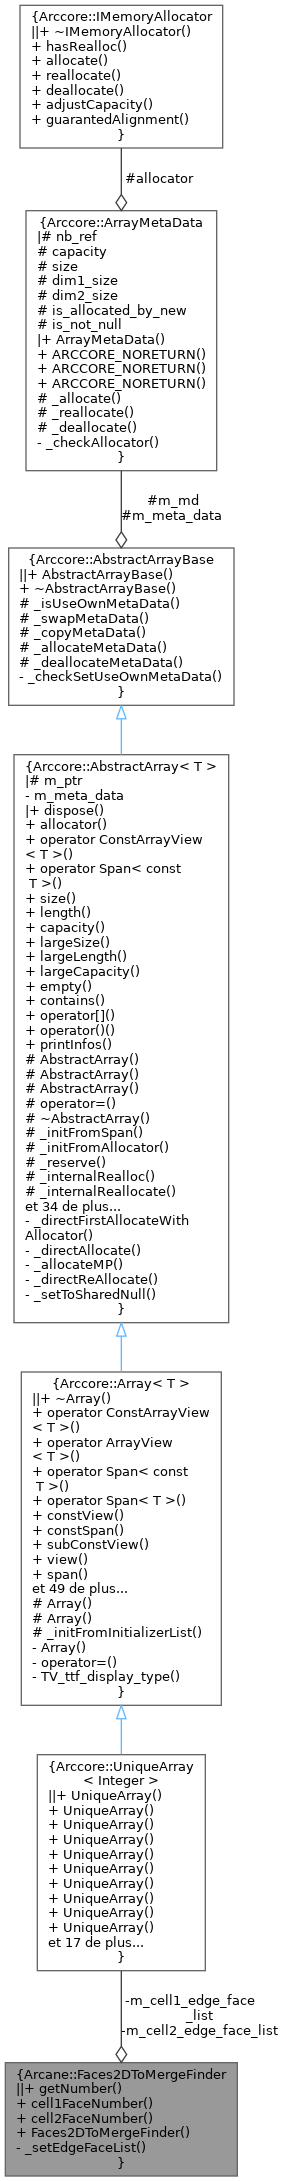 {Arccore::IMemoryAllocator
||+ ~IMemoryAllocator()
+ hasRealloc()
+ allocate()
+ reallocate()
+ deallocate()
+ adjustCapacity()
+ guarantedAlignment()
}
#allocator
{Arccore::ArrayMetaData
|# nb_ref
# capacity
# size
# dim1_size
# dim2_size
# is_allocated_by_new
# is_not_null
|+ ArrayMetaData()
+ ARCCORE_NORETURN()
+ ARCCORE_NORETURN()
+ ARCCORE_NORETURN()
# _allocate()
# _reallocate()
# _deallocate()
- _checkAllocator()
}
#m_md
#m_meta_data
{Arccore::AbstractArrayBase
||+ AbstractArrayBase()
+ ~AbstractArrayBase()
# _isUseOwnMetaData()
# _swapMetaData()
# _copyMetaData()
# _allocateMetaData()
# _deallocateMetaData()
- _checkSetUseOwnMetaData()
}
{Arccore::AbstractArray< T >
|# m_ptr
- m_meta_data
|+ dispose()
+ allocator()
+ operator ConstArrayView
< T >()
+ operator Span< const
T >()
+ size()
+ length()
+ capacity()
+ largeSize()
+ largeLength()
+ largeCapacity()
+ empty()
+ contains()
+ operator[]()
+ operator()()
+ printInfos()
# AbstractArray()
# AbstractArray()
# AbstractArray()
# operator=()
# ~AbstractArray()
# _initFromSpan()
# _initFromAllocator()
# _reserve()
# _internalRealloc()
# _internalReallocate()
et 34 de plus...
- _directFirstAllocateWith
Allocator()
- _directAllocate()
- _allocateMP()
- _directReAllocate()
- _setToSharedNull()
}
{Arccore::Array< T >
||+ ~Array()
+ operator ConstArrayView
< T >()
+ operator ArrayView
< T >()
+ operator Span< const
T >()
+ operator Span< T >()
+ constView()
+ constSpan()
+ subConstView()
+ view()
+ span()
et 49 de plus...
# Array()
# Array()
# _initFromInitializerList()
- Array()
- operator=()
- TV_ttf_display_type()
}
{Arccore::UniqueArray
< Integer >
||+ UniqueArray()
+ UniqueArray()
+ UniqueArray()
+ UniqueArray()
+ UniqueArray()
+ UniqueArray()
+ UniqueArray()
+ UniqueArray()
+ UniqueArray()
+ UniqueArray()
et 17 de plus...
}
-m_cell1_edge_face
_list
-m_cell2_edge_face_list
{Arcane::Faces2DToMergeFinder
||+ getNumber()
+ cell1FaceNumber()
+ cell2FaceNumber()
+ Faces2DToMergeFinder()
- _setEdgeFaceList()
}